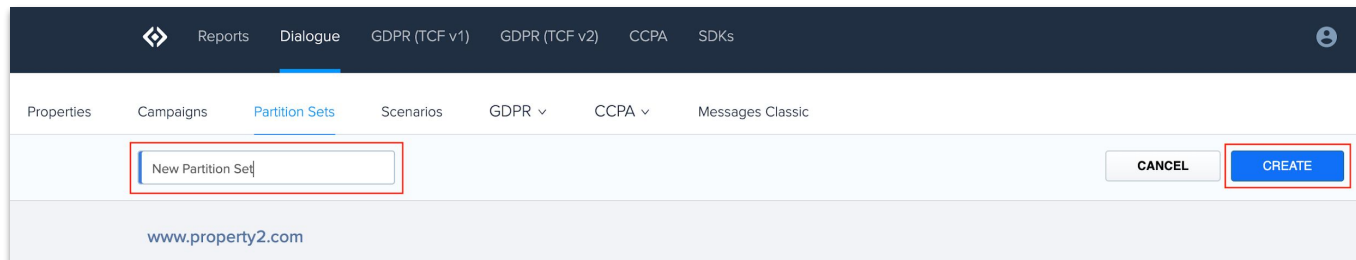 Reports Dialogue GDPR (TCF v1) GDPR (TCF v2) CCPA SDKs
Properties Campaigns Partition Sets Scenarios GDPR CCPA Messages Classic
New Partition Set CANCEL CREATE
www.property2.com